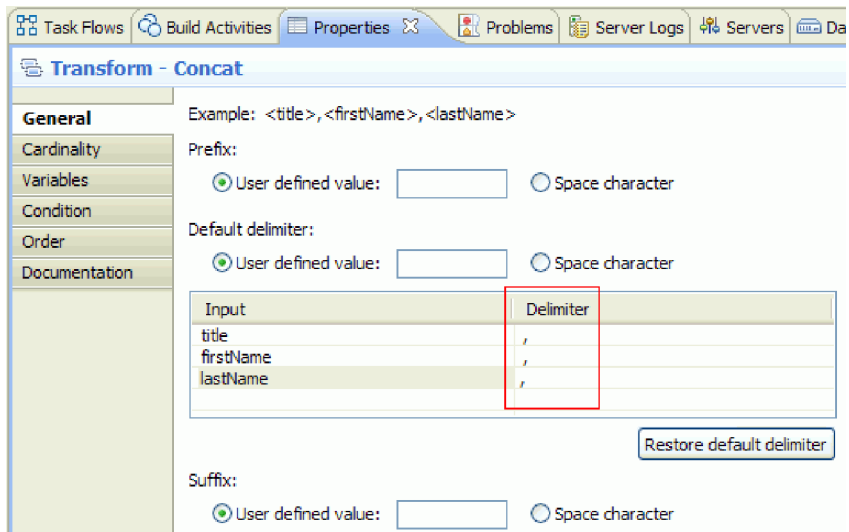 Task Flows Build Activities Properties Problems Server Logs Servers Da
Transform - Concat
General
Cardinality
Variables
Condition
Order
Documentation
Example: <title>,<firstName>,<lastName>
Prefix:
User defined value: Space character
Default delimiter:
User defined value: Space character
Input Delimiter
title ,
firstName ,
lastName ,
Restore default delimiter
Suffix:
User defined value: Space character